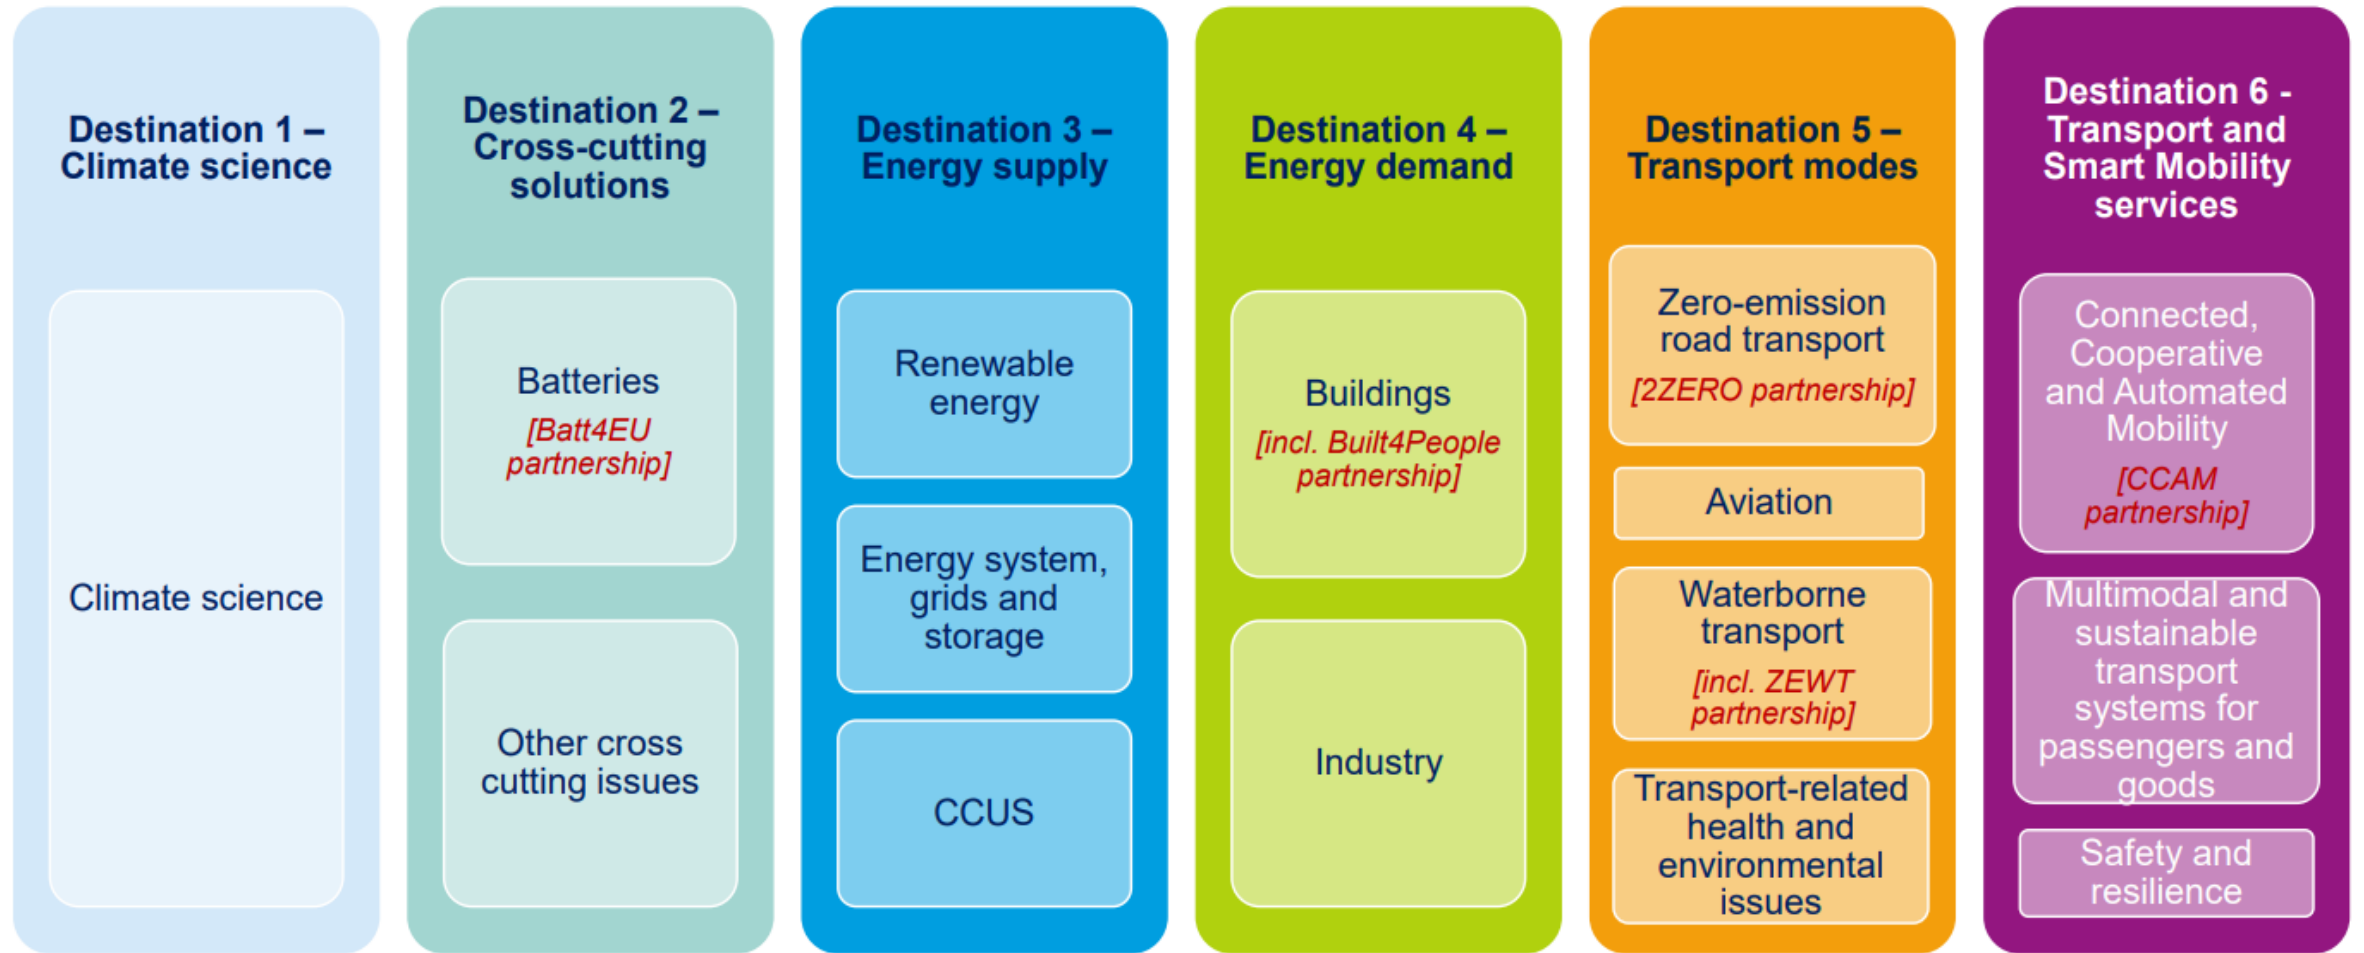 Destination 1 –
Climate science
Climate science
Destination 2 –
Cross-cutting
solutions
Batteries
[Batt4EU
partnership]
Other cross
cutting issues
Destination 3 –
Energy supply
Renewable
energy
Energy system,
grids and
storage
CCUS
Destination 4 –
Energy demand
Buildings
[incl. Built4People
partnership]
Industry
Destination 5 –
Transport modes
Zero-emission
road transport
[2ZERO partnership]
Aviation
Waterborne
transport
[incl. ZEWT
partnership]
Transport-related
health and
environmental
issues
Destination 6 -
Transport and
Smart Mobility
services
Connected,
Cooperative
and Automated
Mobility
[CCAM
partnership]
Multimodal and
sustainable
transport
systems for
passengers and
goods
Safety and
resilience